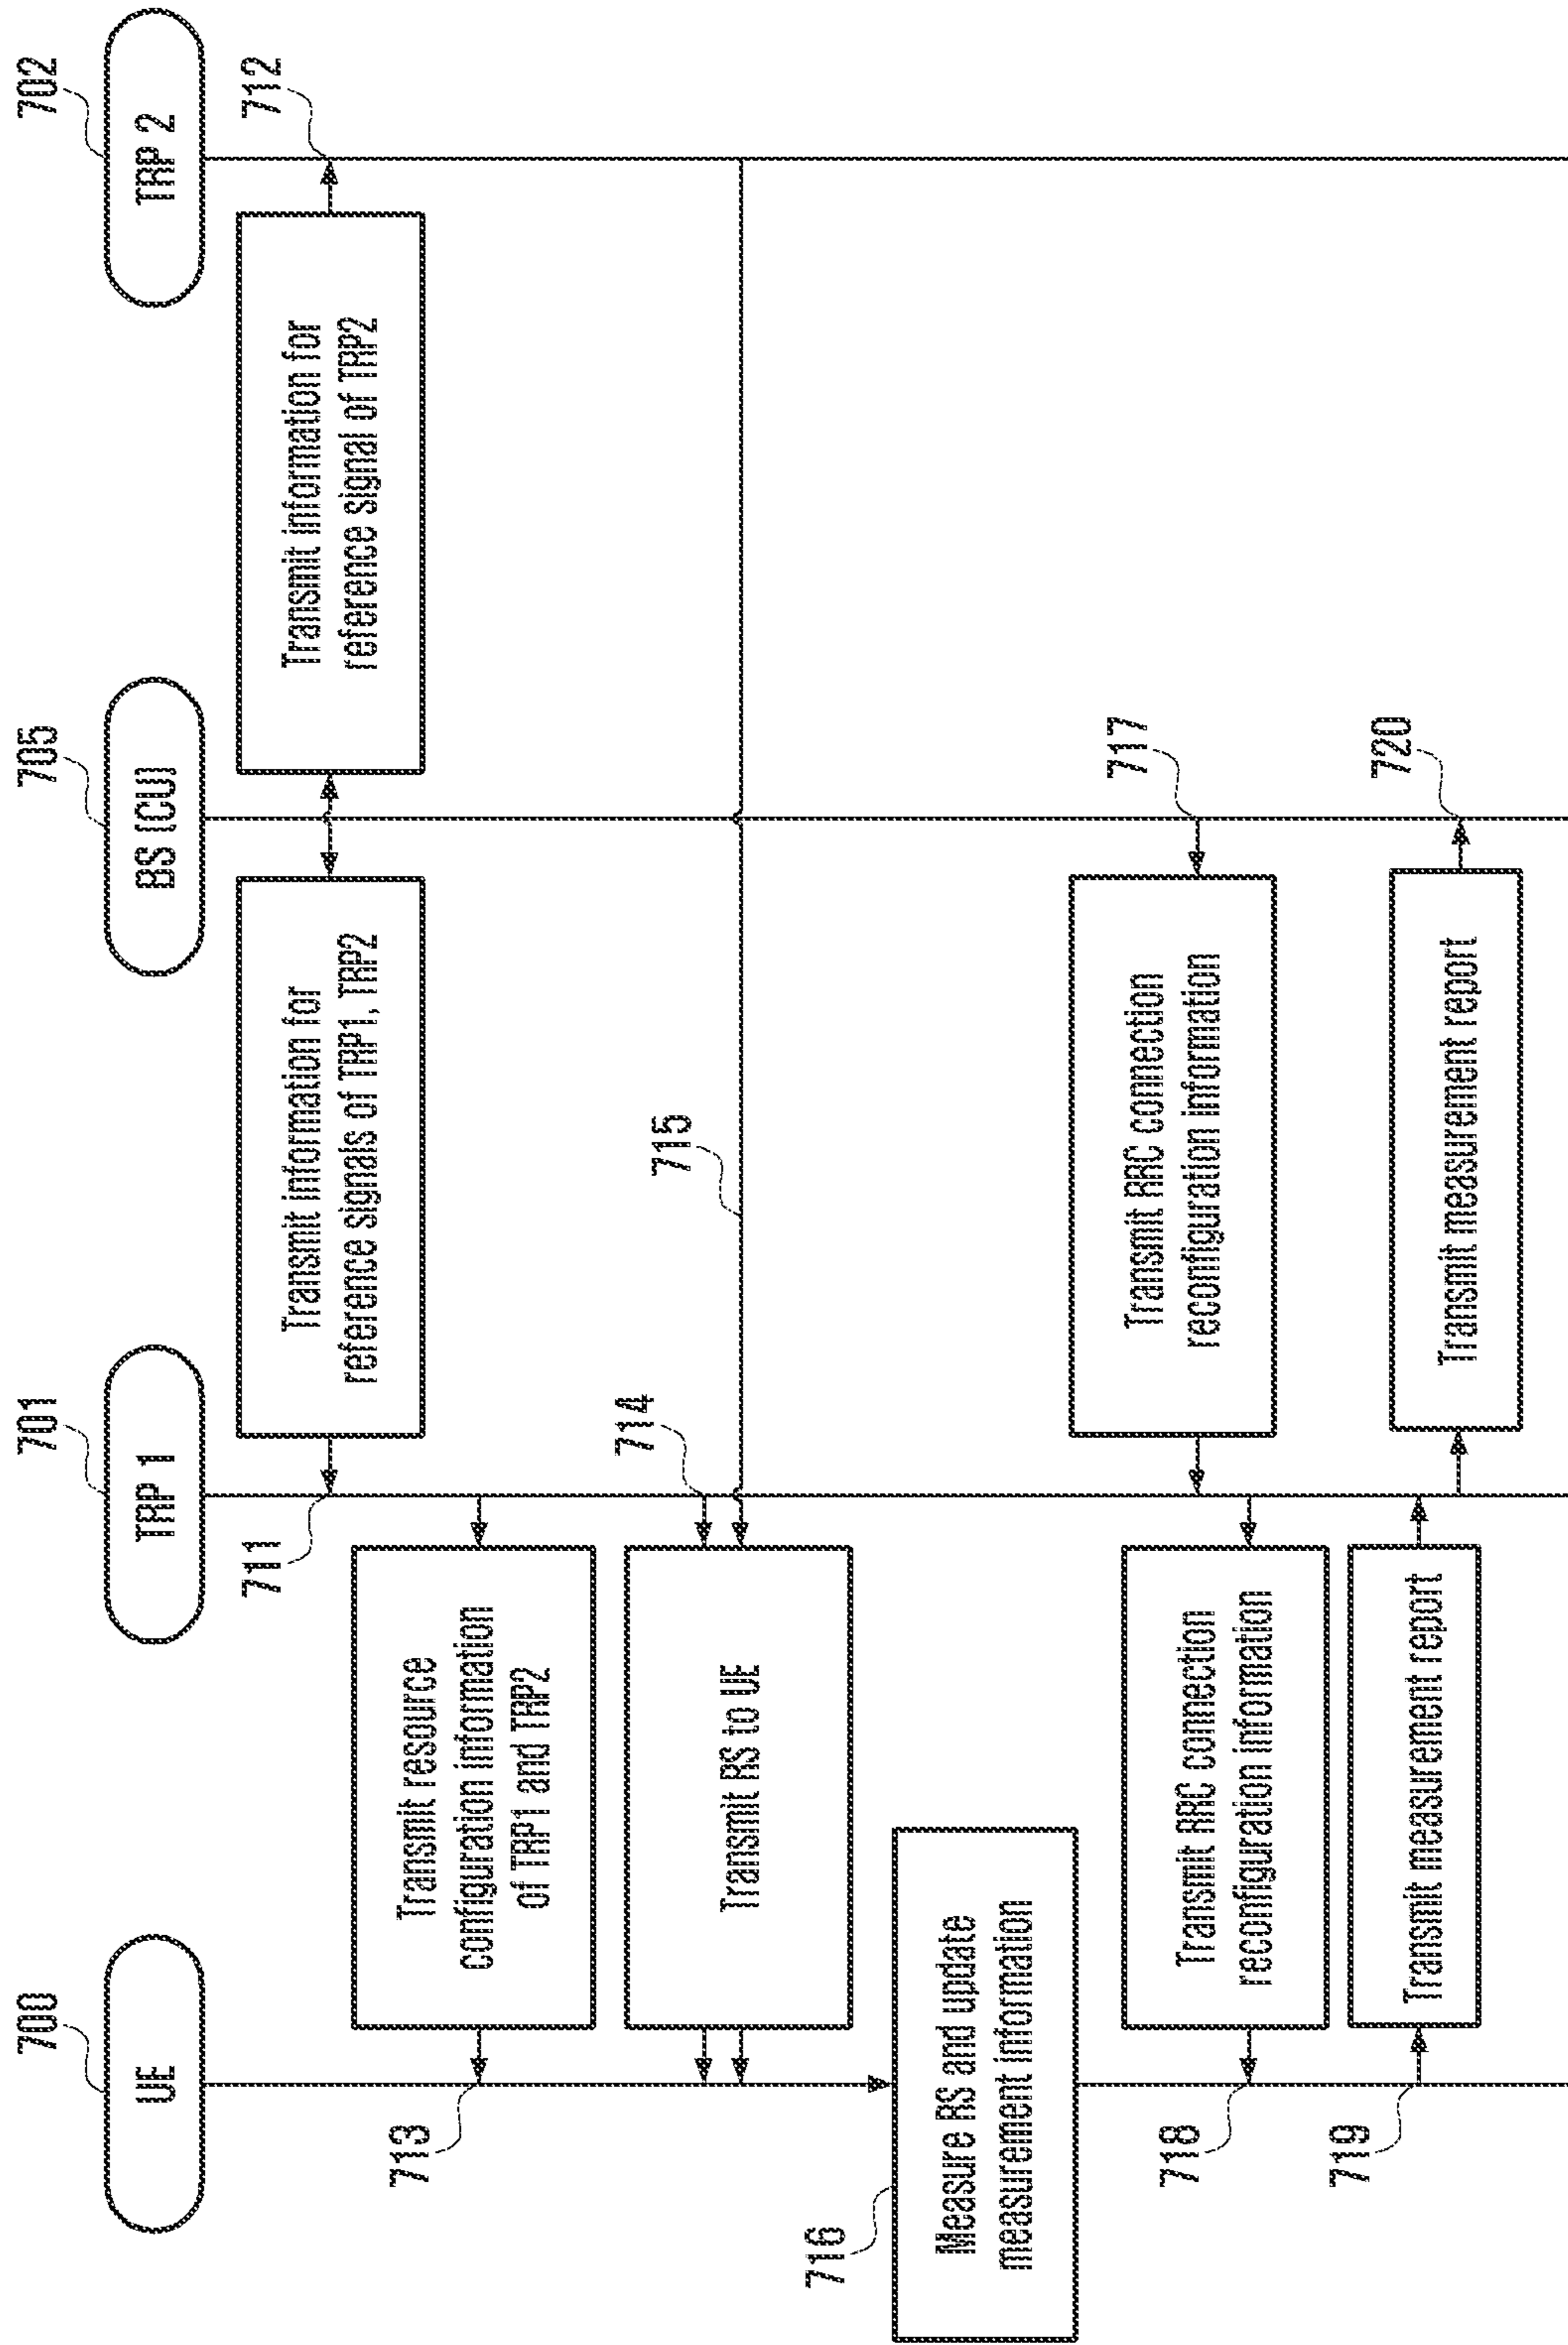 700
701
705
702
UE
TRP 1
BS (CU)
TRP 2
711
Transmit information for
reference signals of TRP1, TRP2
Transmit information for
reference signal of TRP2
712
713
Transmit resource
configuration information
of TRP1 and TRP2
714
Transmit RS to UE
715
716
Measure RS and update
measurement information
717
Transmit RRC connection
reconfiguration information
718
Transmit RRC connection
reconfiguration information
719
Transmit measurement report
Transmit measurement report
720